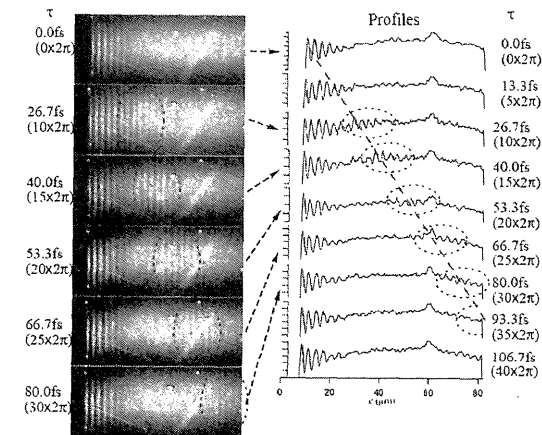 τ
0.0fs
(0x2π)
26.7fs
(10x2π)
40.0fs
(15x2π)
53.3fs
(20x2π)
66.7fs
(25x2π)
80.0fs
(30x2π)
Profiles
τ
0.0fs
(0x2π)
13.3fs
(5x2π)
26.7fs
(10x2π)
40.0fs
(15x2π)
53.3fs
(20x2π)
66.7fs
(25x2π)
80.0fs
(30x2π)
93.3fs
(35x2π)
106.7fs
(40x2π)
0 20 40 60 80